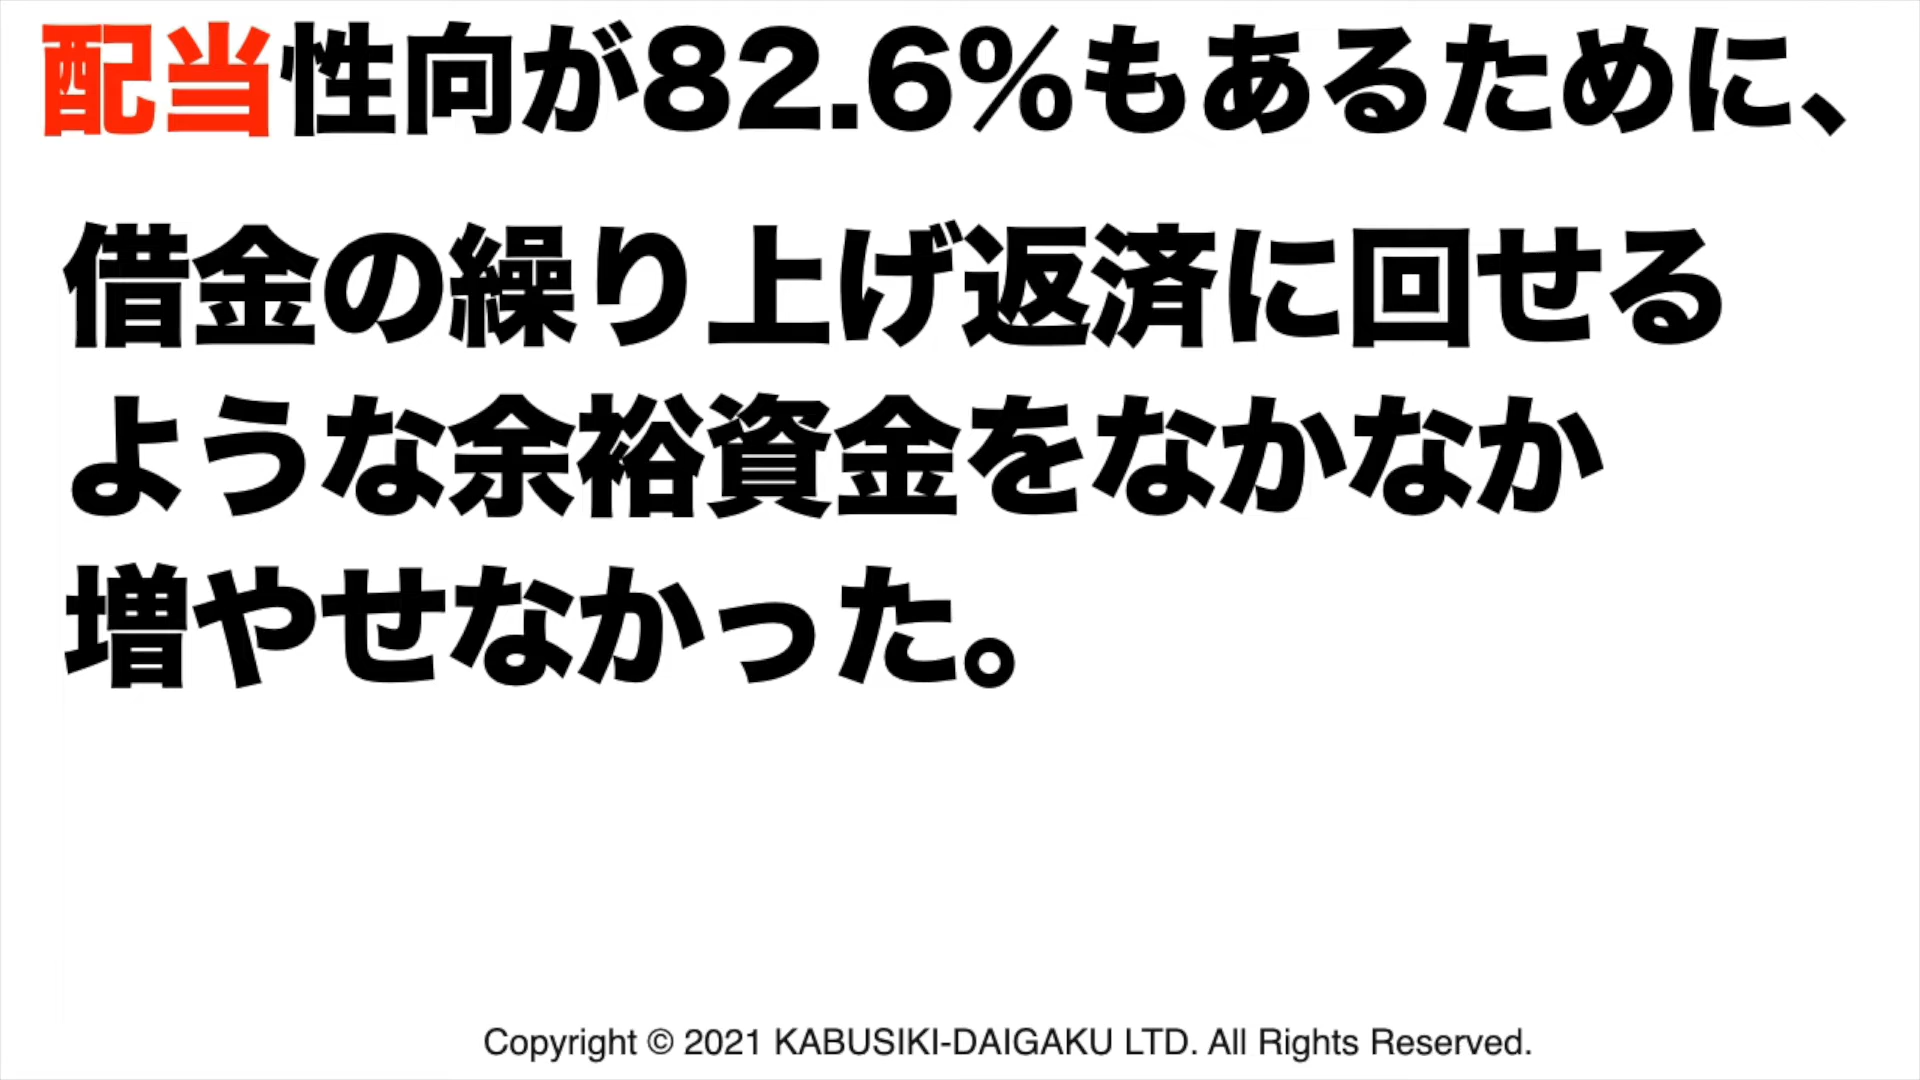 配当性向が82.6%もあるために、
借金の繰り上げ返済に回せる
ような余裕資金をなかなか
増やせなかった。
Copyright © 2021 KABUSIKI-DAIGAKU LTD. All Rights Reserved.